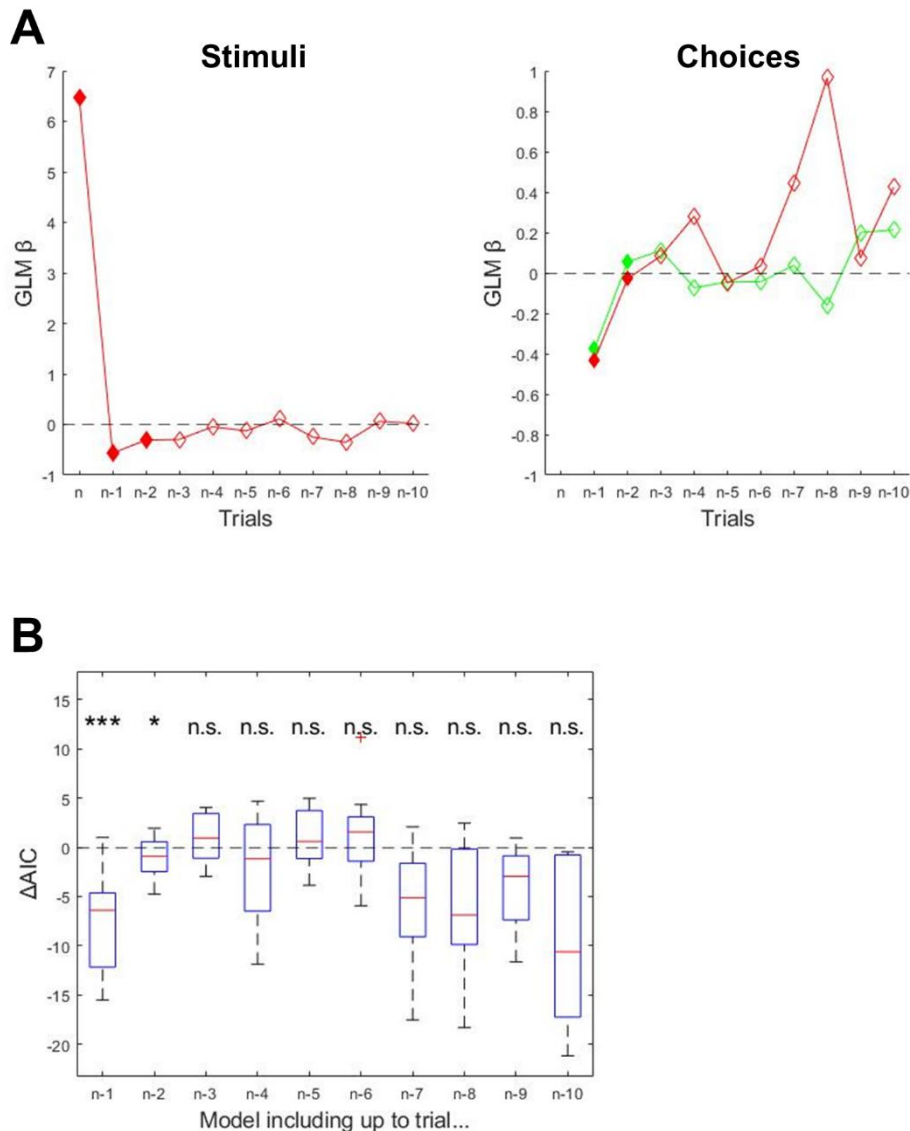 A
Stimuli
Choices
7
6
5
4
3
2
1
0
-1
GLM β
n n-1 n-2 n-3 n-4 n-5 n-6 n-7 n-8 n-9 n-10
Trials
1
0.8
0.6
0.4
0.2
0
-0.2
-0.4
-0.6
-0.8
-1
GLM β
n n-1 n-2 n-3 n-4 n-5 n-6 n-7 n-8 n-9 n-10
Trials
B
*** * n.s. n.s. n.s. n.s. n.s. n.s. n.s. n.s.
15
10
5
0
-5
-10
-15
-20
ΔAIC
n-1 n-2 n-3 n-4 n-5 n-6 n-7 n-8 n-9 n-10
Model including up to trial...